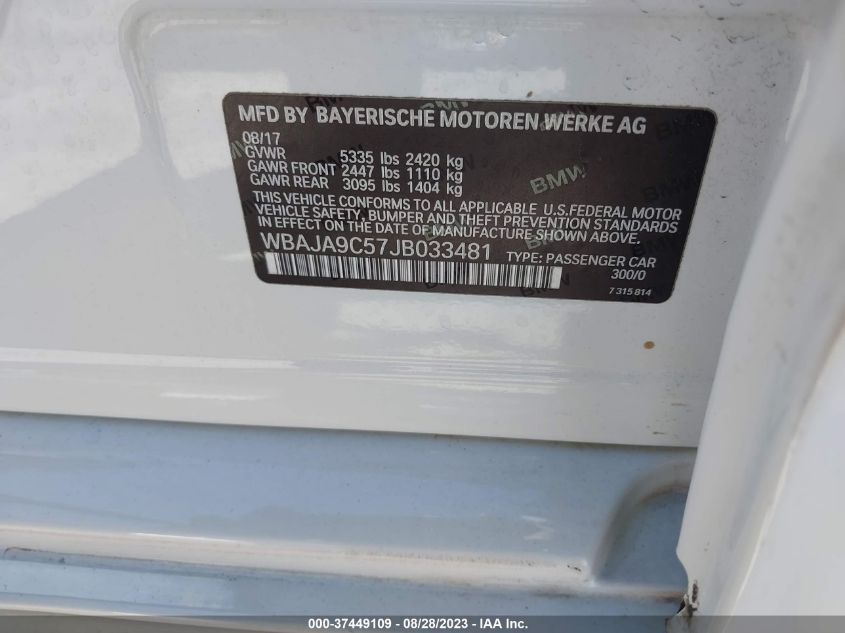 MFD BY BAYERISCHE MOTOREN WERKE AG
08/17
GVWR 5335 lbs 2420 kg
GAWR FRONT 2447 lbs 1110 kg
GAWR REAR 3095 lbs 1404 kg
THIS VEHICLE CONFORMS TO ALL APPLICABLE U.S.FEDERAL MOTOR
VEHICLE SAFETY, BUMPER AND THEFT PREVENTION STANDARDS
IN EFFECT ON THE DATE OF MANUFACTURE SHOWN ABOVE.
WBAJA9C57JB033481 TYPE: PASSENGER CAR
300/0
7 315 814
BMW
000-37449109 | 08/28/2023 - © IAA Inc.